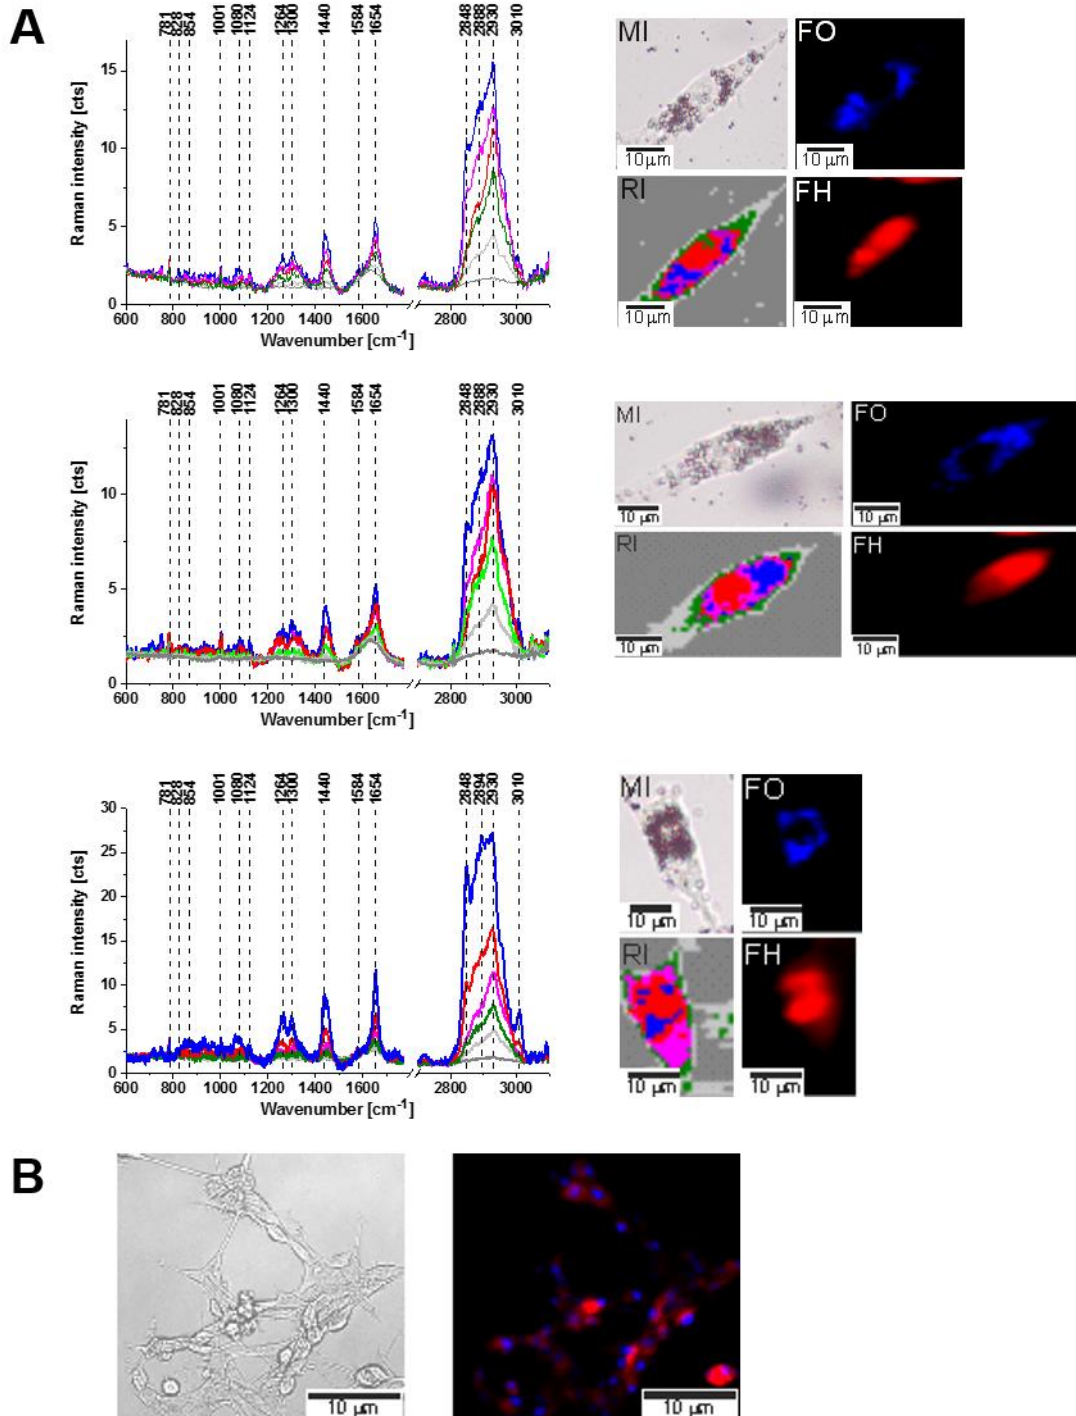 A
781 828 854 1001 1080 1124 1264 1300 1440 1584 1654 2848 2888 2930 3010
MI FO
15
10
5
0
Raman intensity [cts]
10 µm 10 µm
RI FH
10 µm 10 µm
600 800 1000 1200 1400 1600 2800 3000
Wavenumber [cm⁻¹]
781 828 854 1001 1080 1124 1264 1300 1440 1584 1654 2848 2888 2930 3010
MI FO
10
5
0
Raman intensity [cts]
10 µm 10 µm
RI FH
10 µm 10 µm
600 800 1000 1200 1400 1600 2800 3000
Wavenumber [cm⁻¹]
781 828 854 1001 1080 1124 1264 1300 1440 1584 1654 2848 2894 2930 3010
MI FO
30
25
20
15
10
5
0
Raman intensity [cts]
10 µm 10 µm
RI FH
10 µm 10 µm
600 800 1000 1200 1400 1600 2800 3000
Wavenumber [cm⁻¹]
B
10 µm 10 µm